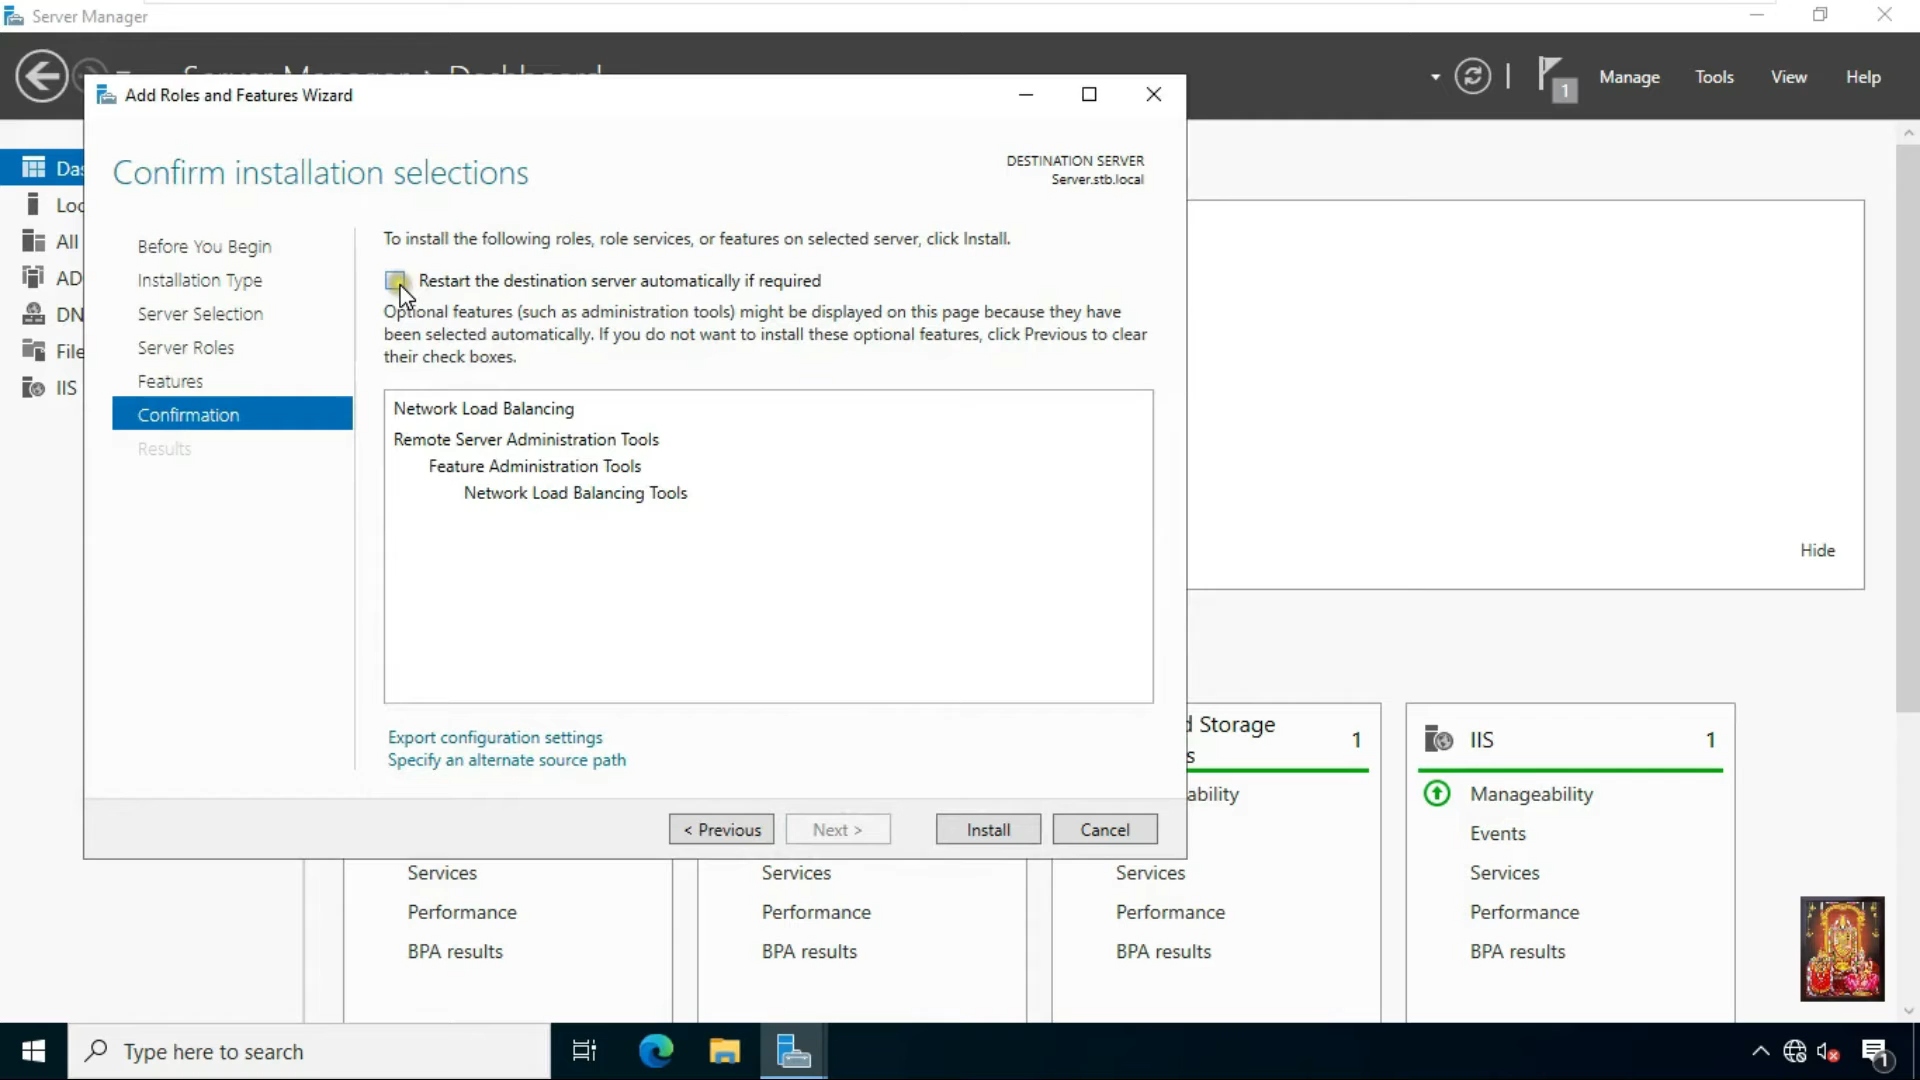 Server Manager
Manage
Tools
View
Help
1
Add Roles and Features Wizard
Confirm installation selections
DESTINATION SERVER
Server.stb.local
Before You Begin
Installation Type
Server Selection
Server Roles
Features
Confirmation
Results
To install the following roles, role services, or features on selected server, click Install.
Restart the destination server automatically if required
Optional features (such as administration tools) might be displayed on this page because they have
been selected automatically. If you do not want to install these optional features, click Previous to clear
their check boxes.
Network Load Balancing
Remote Server Administration Tools
Feature Administration Tools
Network Load Balancing Tools
Export configuration settings
Specify an alternate source path
< Previous
Next >
Install
Cancel
Das
Loc
All
AD
DN
File
IIS
Hide
d Storage
s
1
ability
Services
Performance
BPA results
Services
Performance
BPA results
Services
Performance
BPA results
IIS
1
Manageability
Events
Services
Performance
BPA results
Type here to search
1